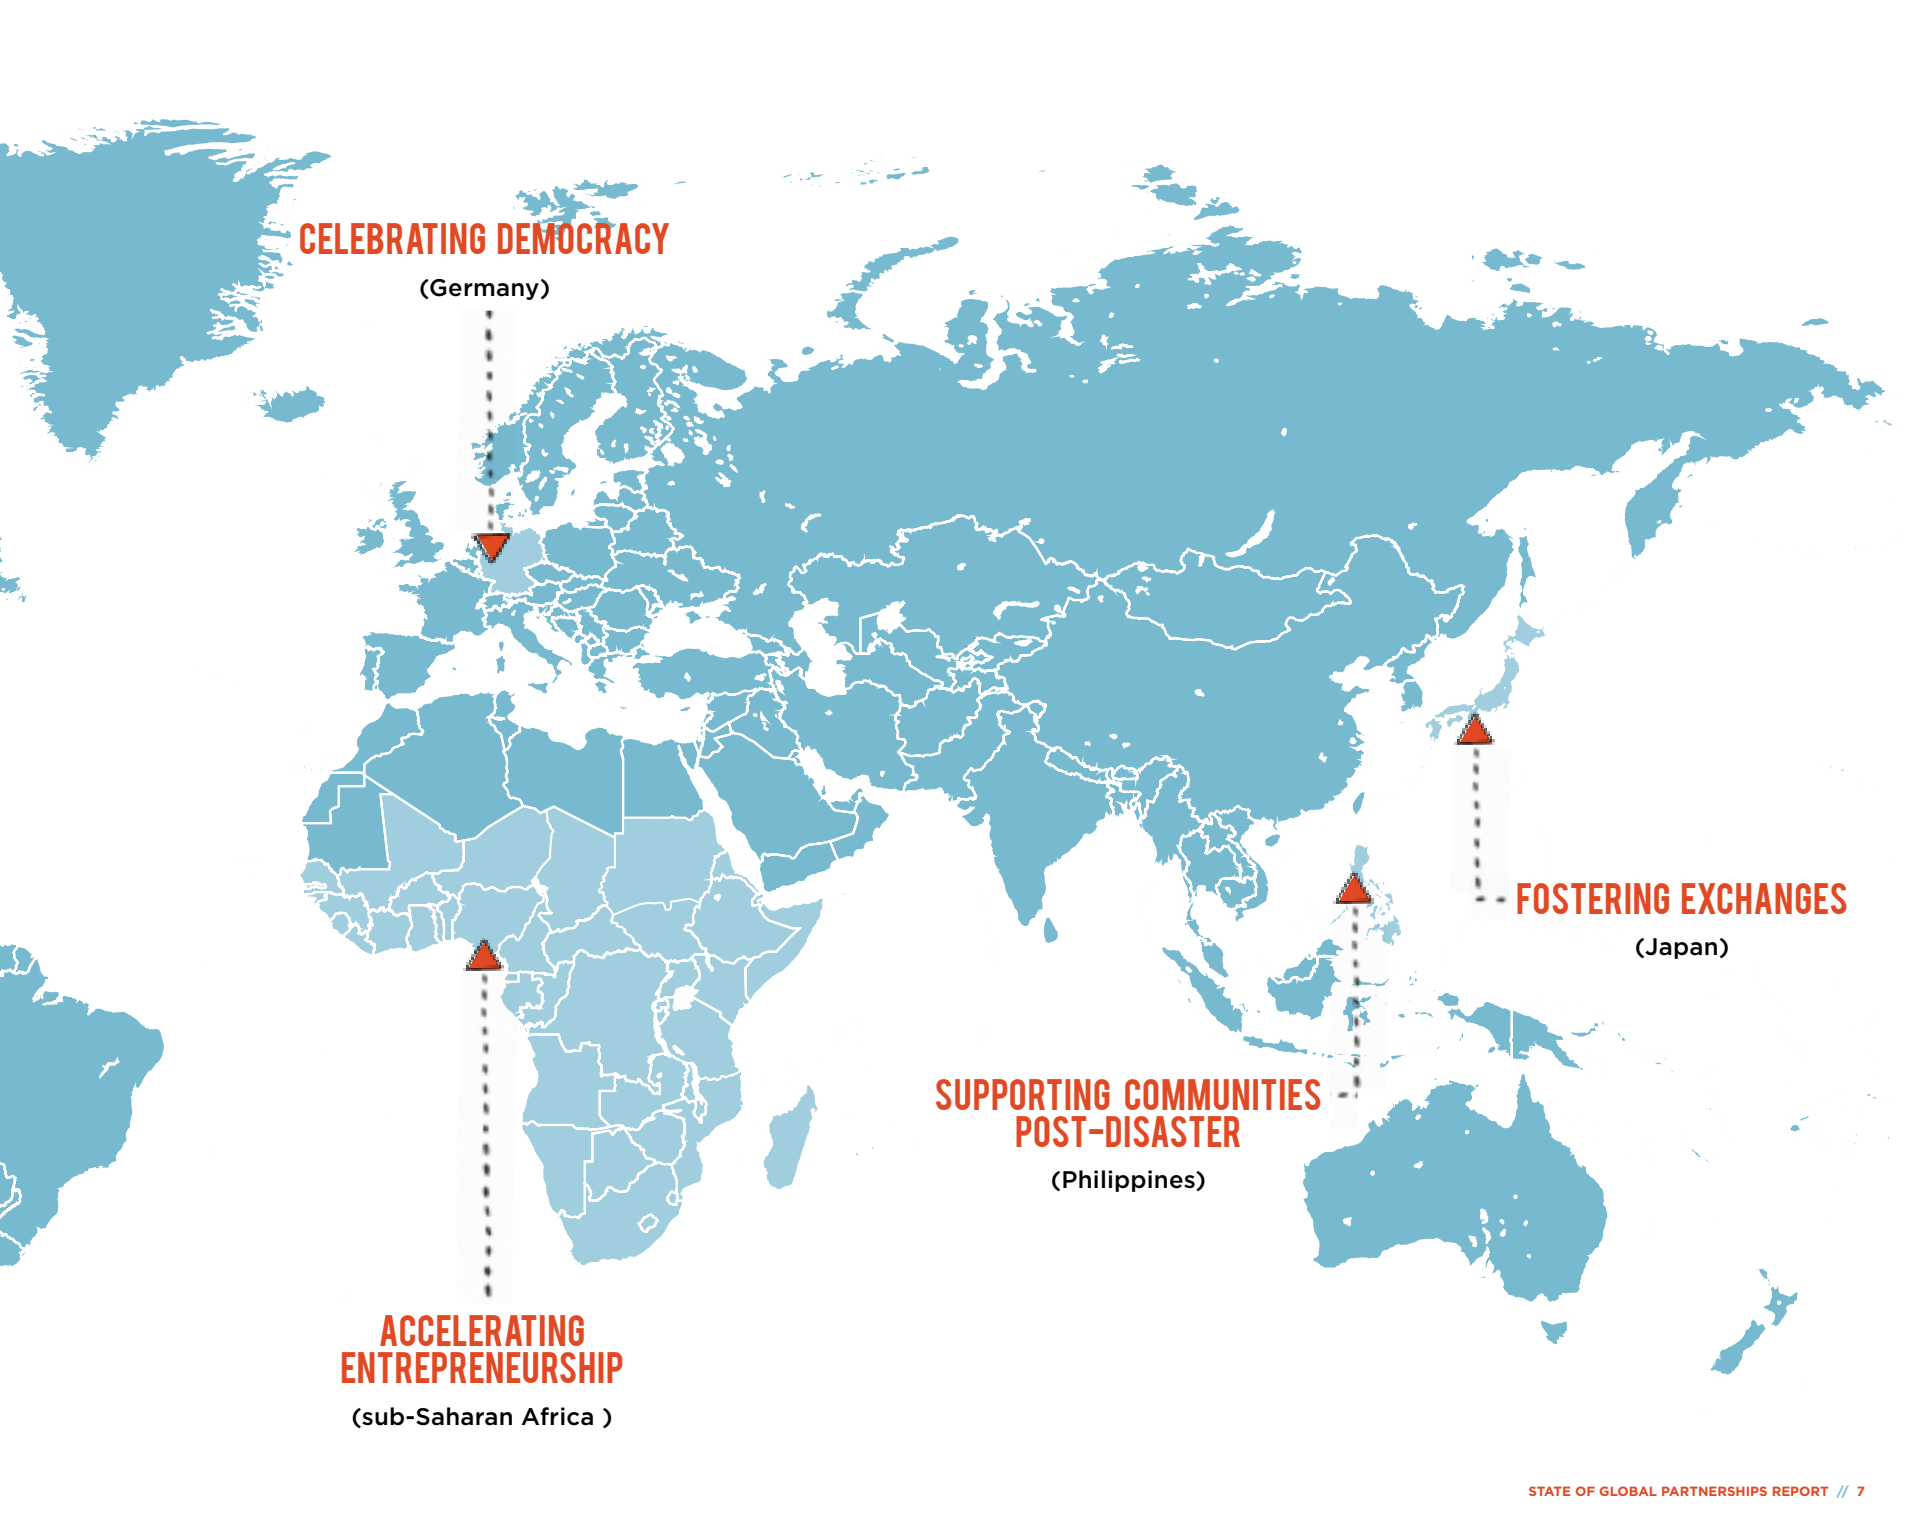 CELEBRATING DEMOCRACY
(Germany)
FOSTERING EXCHANGES
(Japan)
SUPPORTING COMMUNITIES
POST-DISASTER
(Philippines)
ACCELERATING
ENTREPRENEURSHIP
(sub-Saharan Africa )
STATE OF GLOBAL PARTNERSHIPS REPORT // 7